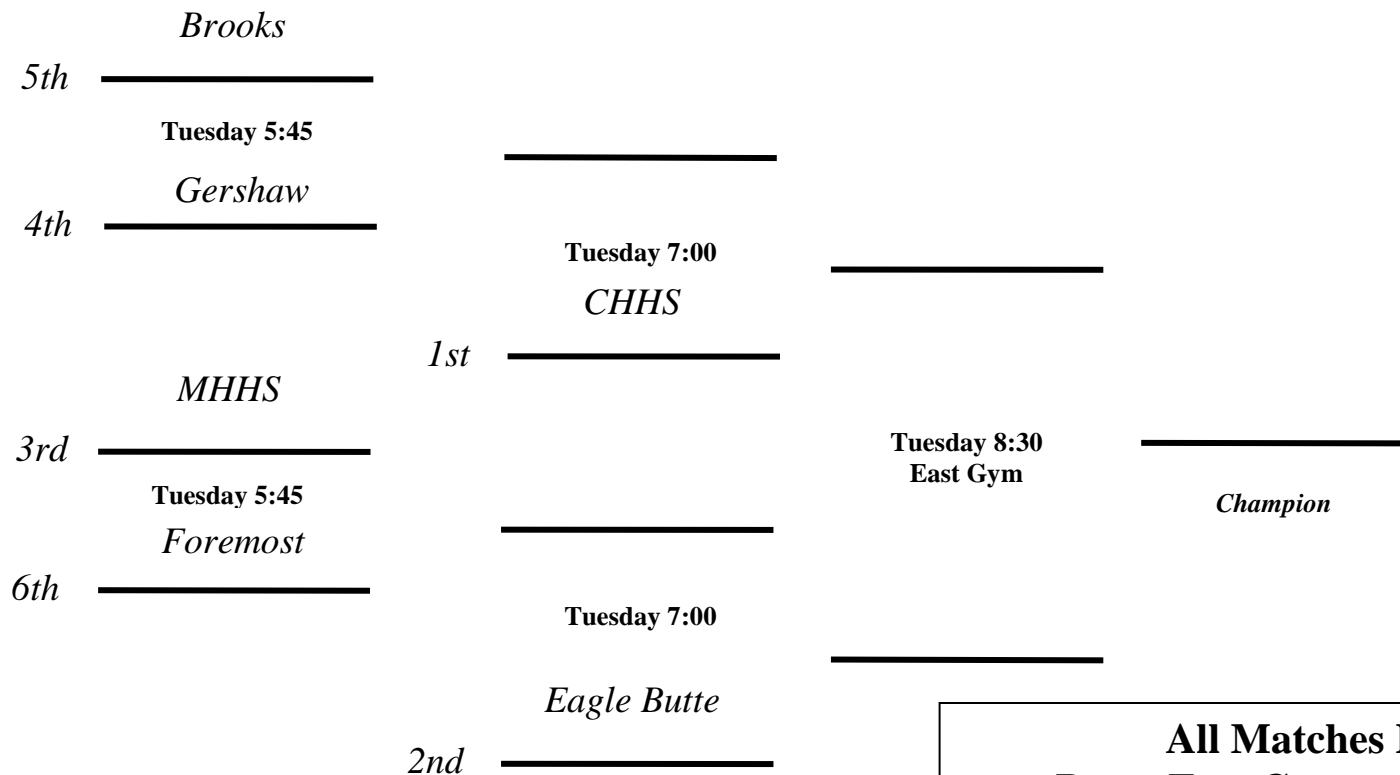 Brooks
5th
Tuesday 5:45
Gershaw
4th
Tuesday 7:00
CHHS
1st
MHHS
3rd
Tuesday 8:30
East Gym
Champion
Tuesday 5:45
Foremost
6th
Tuesday 7:00
Eagle Butte
2nd
All Matches